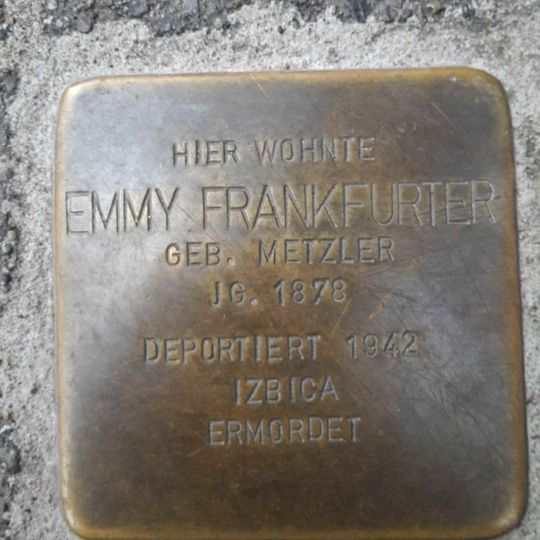 HIER WOHNTE
EMMY FRANKFURTER
GEB. METZLER
JG. 1878
DEPORTIERT 1942
IZBICA
ERMORDET